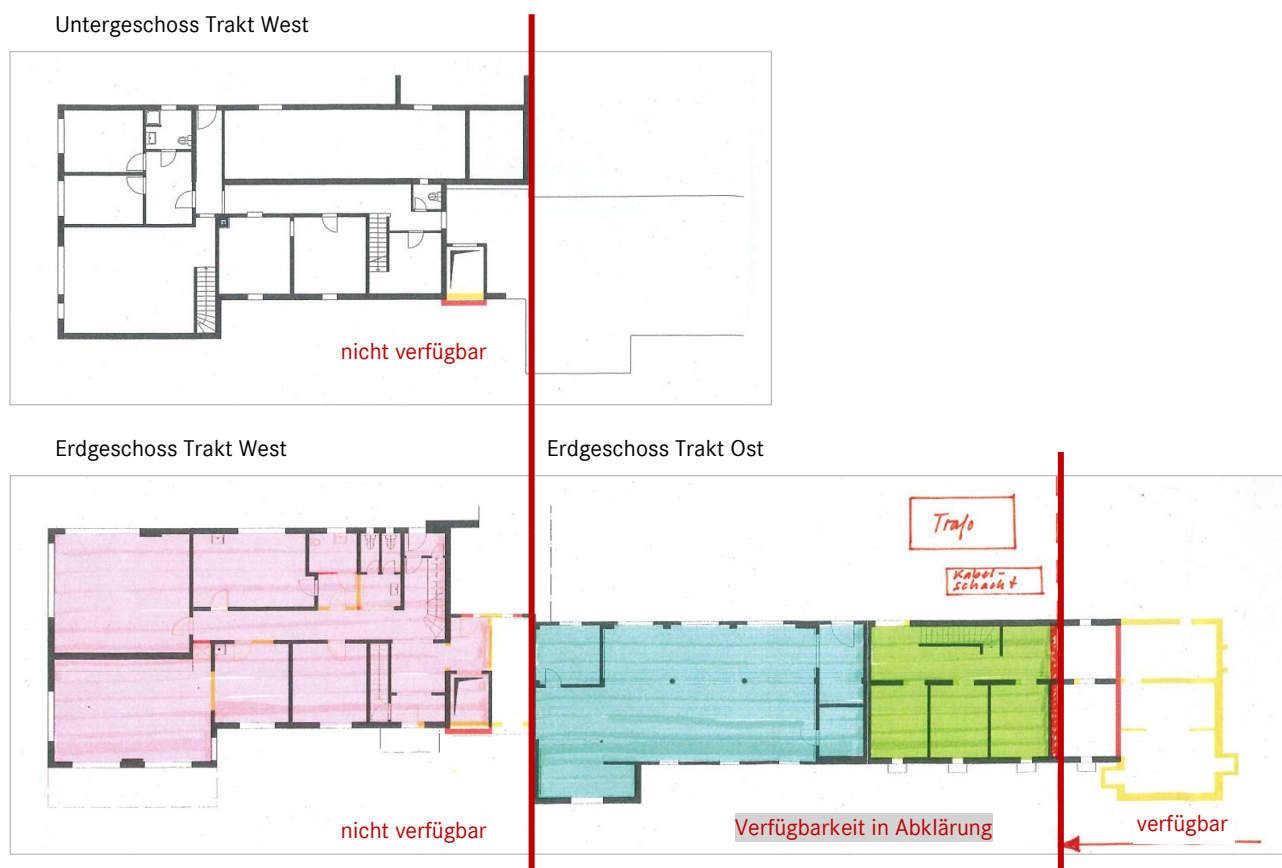 Untergeschoss Trakt West
nicht verfügbar
Erdgeschoss Trakt West
Erdgeschoss Trakt Ost
Trafo
Kabel-
schacht
nicht verfügbar
Verfügbarkeit in Abklärung
verfügbar